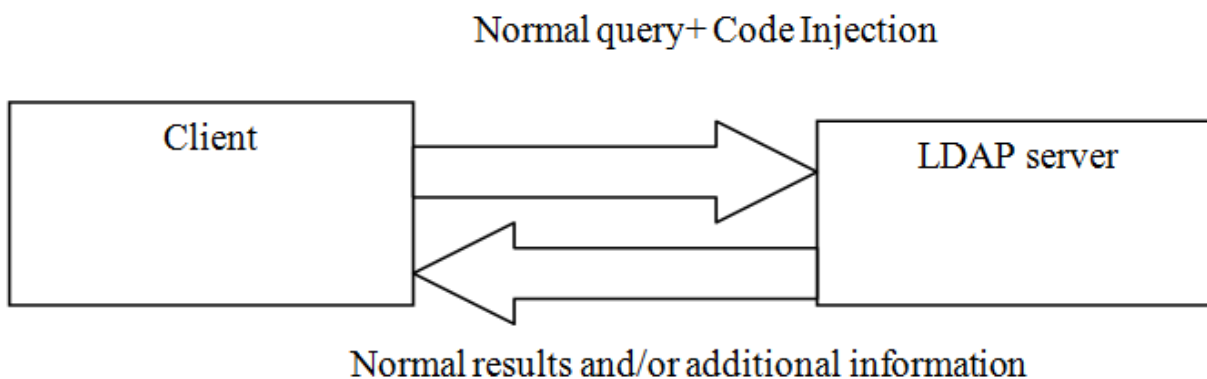 Normal query+ Code Injection
Client
LDAP server
Normal results and/or additional information